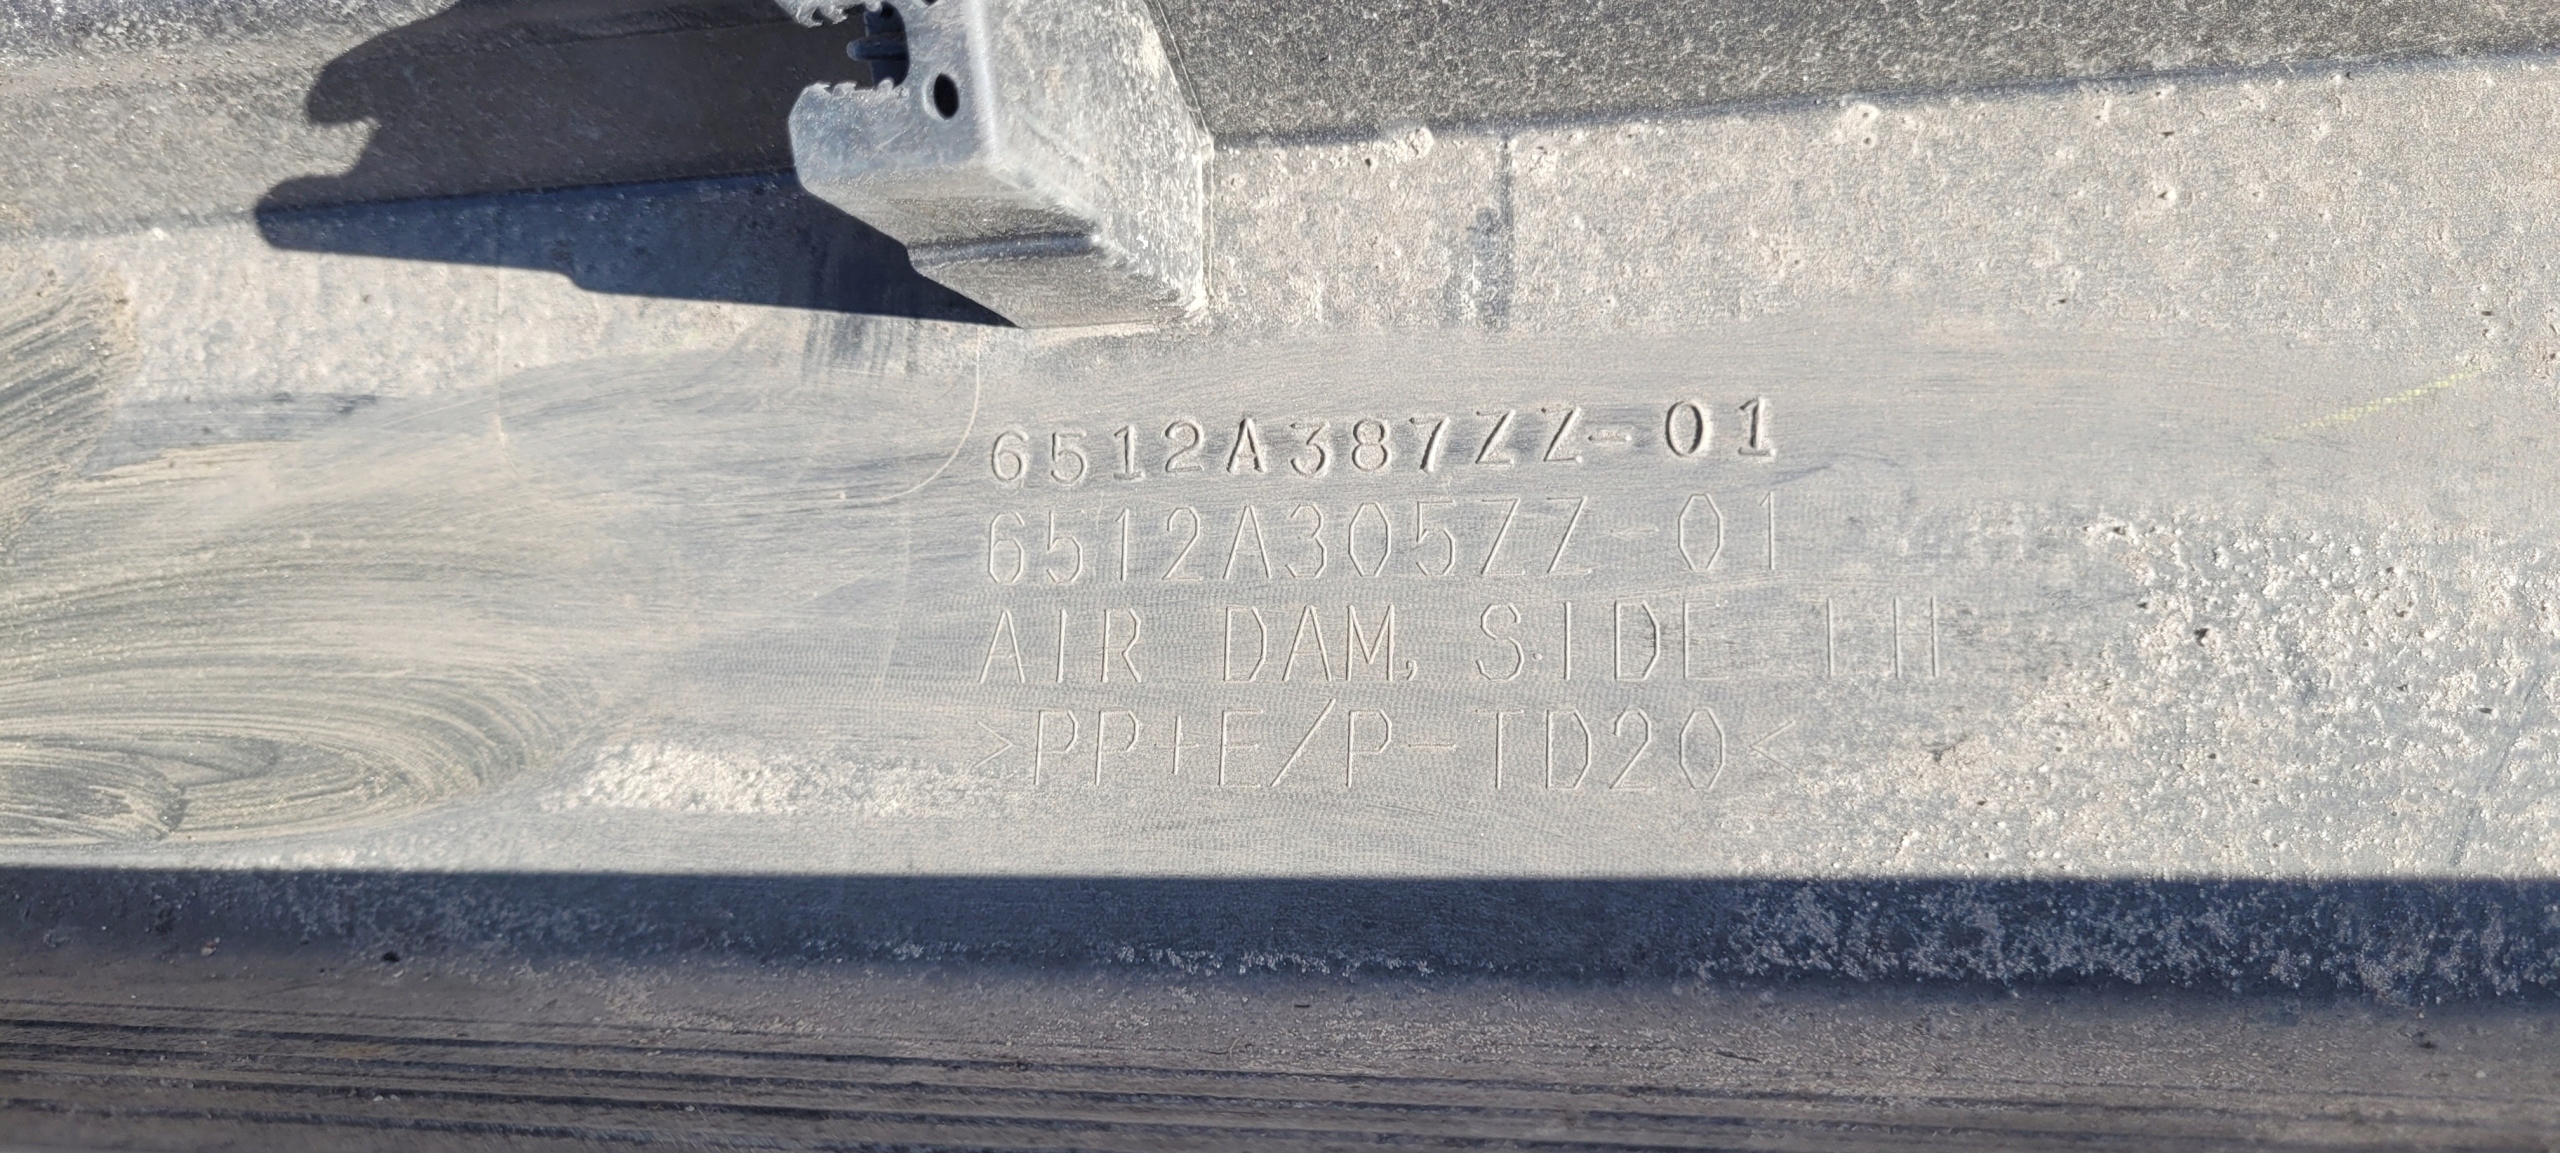 6512A387ZZ-01
6512A305ZZ-01
AIR DAM, SIDE LH
>PP+E/P-TD20<